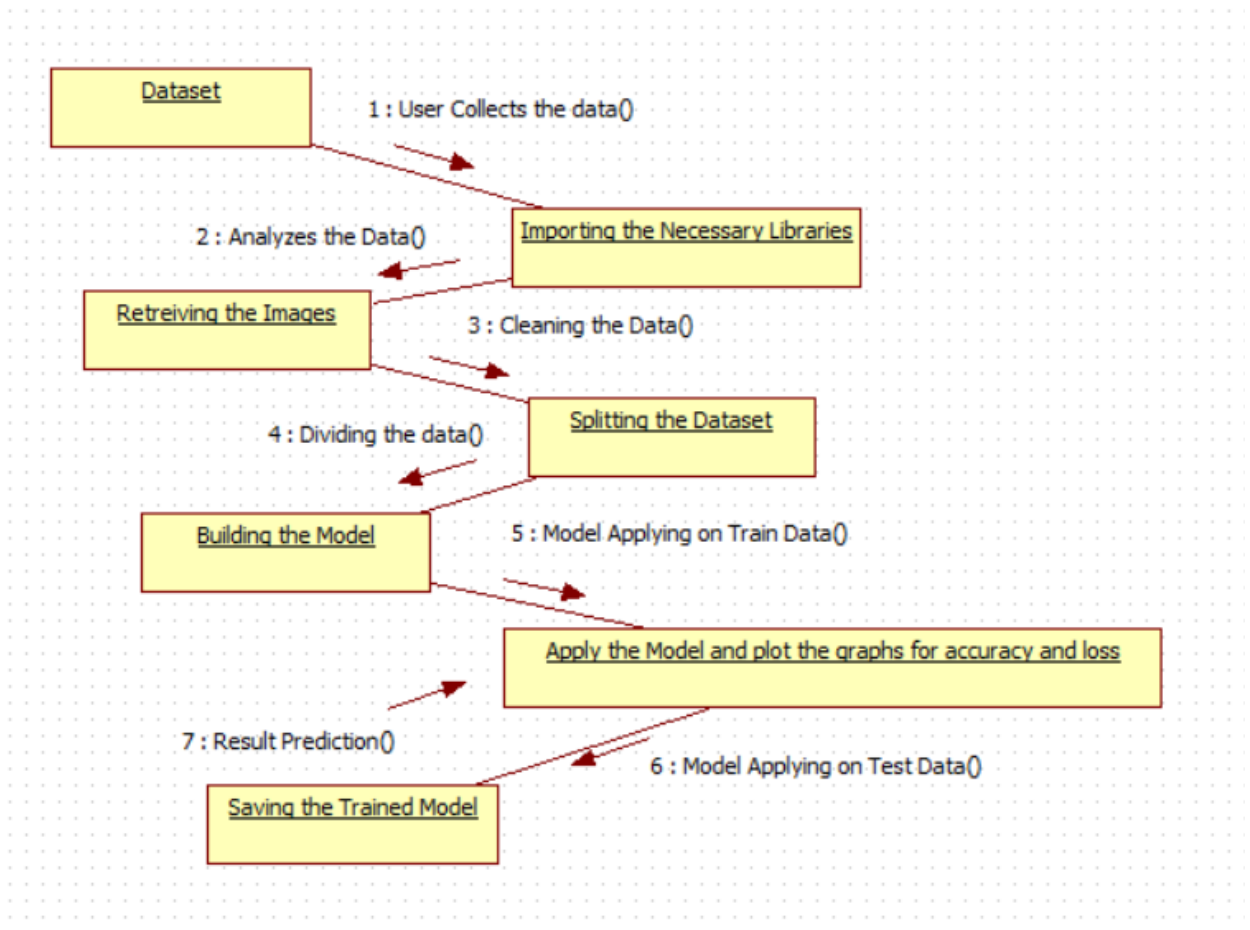 Dataset
1 : User Collects the data()
Importing the Necessary Libraries
2 : Analyzes the Data()
Retreiving the Images
3 : Cleaning the Data()
Splitting the Dataset
4 : Dividing the data()
Building the Model
5 : Model Applying on Train Data()
Apply the Model and plot the graphs for accuracy and loss
7 : Result Prediction()
6 : Model Applying on Test Data()
Saving the Trained Model